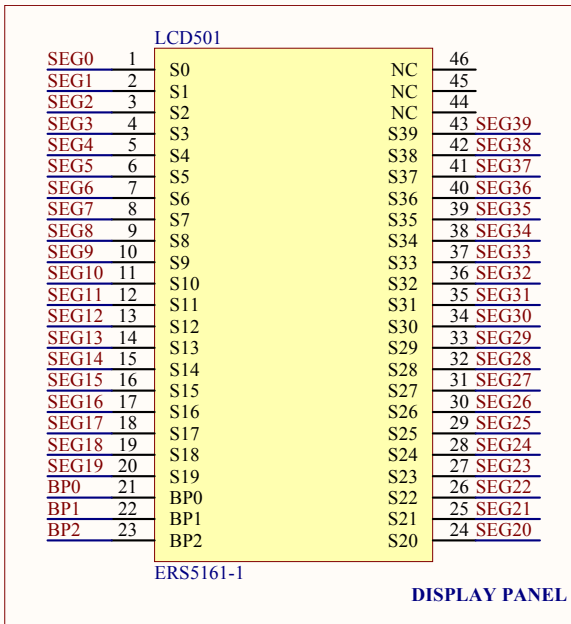 LCD501
SEG0 1 S0 NC 46
SEG1 2 S1 NC 45
SEG2 3 S2 NC 44
SEG3 4 S3 S39 43 SEG39
SEG4 5 S4 S38 42 SEG38
SEG5 6 S5 S37 41 SEG37
SEG6 7 S6 S36 40 SEG36
SEG7 8 S7 S35 39 SEG35
SEG8 9 S8 S34 38 SEG34
SEG9 10 S9 S33 37 SEG33
SEG10 11 S10 S32 36 SEG32
SEG11 12 S11 S31 35 SEG31
SEG12 13 S12 S30 34 SEG30
SEG13 14 S13 S29 33 SEG29
SEG14 15 S14 S28 32 SEG28
SEG15 16 S15 S27 31 SEG27
SEG16 17 S16 S26 30 SEG26
SEG17 18 S17 S25 29 SEG25
SEG18 19 S18 S24 28 SEG24
SEG19 20 S19 S23 27 SEG23
BP0 21 BP0 S22 26 SEG22
BP1 22 BP1 S21 25 SEG21
BP2 23 BP2 S20 24 SEG20
ERS5161-1
DISPLAY PANEL